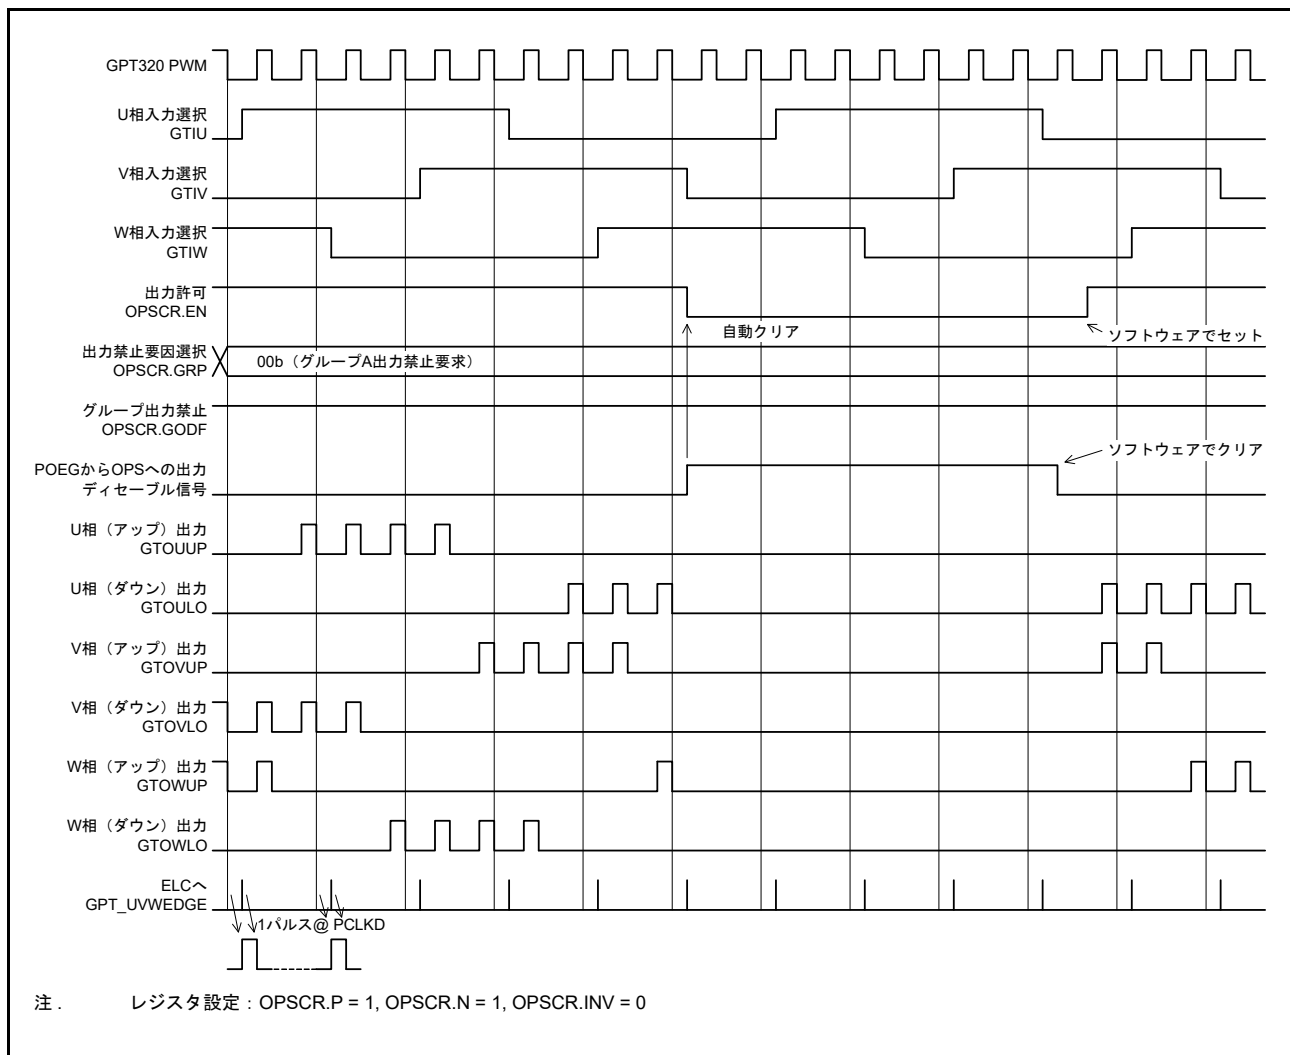 GPT320 PWM
U相入力選択
GTIU
V相入力選択
GTIV
W相入力選択
GTIW
出力許可
OPSCR.EN
自動クリア
ソフトウェアでセット
出力禁止要因選択
OPSCR.GRP
00b（グループA出力禁止要求）
グループ出力禁止
OPSCR.GODF
ソフトウェアでクリア
POEGからOPSへの出力
ディセーブル信号
U相（アップ）出力
GTOUUP
U相（ダウン）出力
GTOULO
V相（アップ）出力
GTOVUP
V相（ダウン）出力
GTOVLO
W相（アップ）出力
GTOWUP
W相（ダウン）出力
GTOWLO
ELCへ
GPT_UVWEDGE
1パルス@ PCLKD
注 . レジスタ設定：OPSCR.P = 1, OPSCR.N = 1, OPSCR.INV = 0